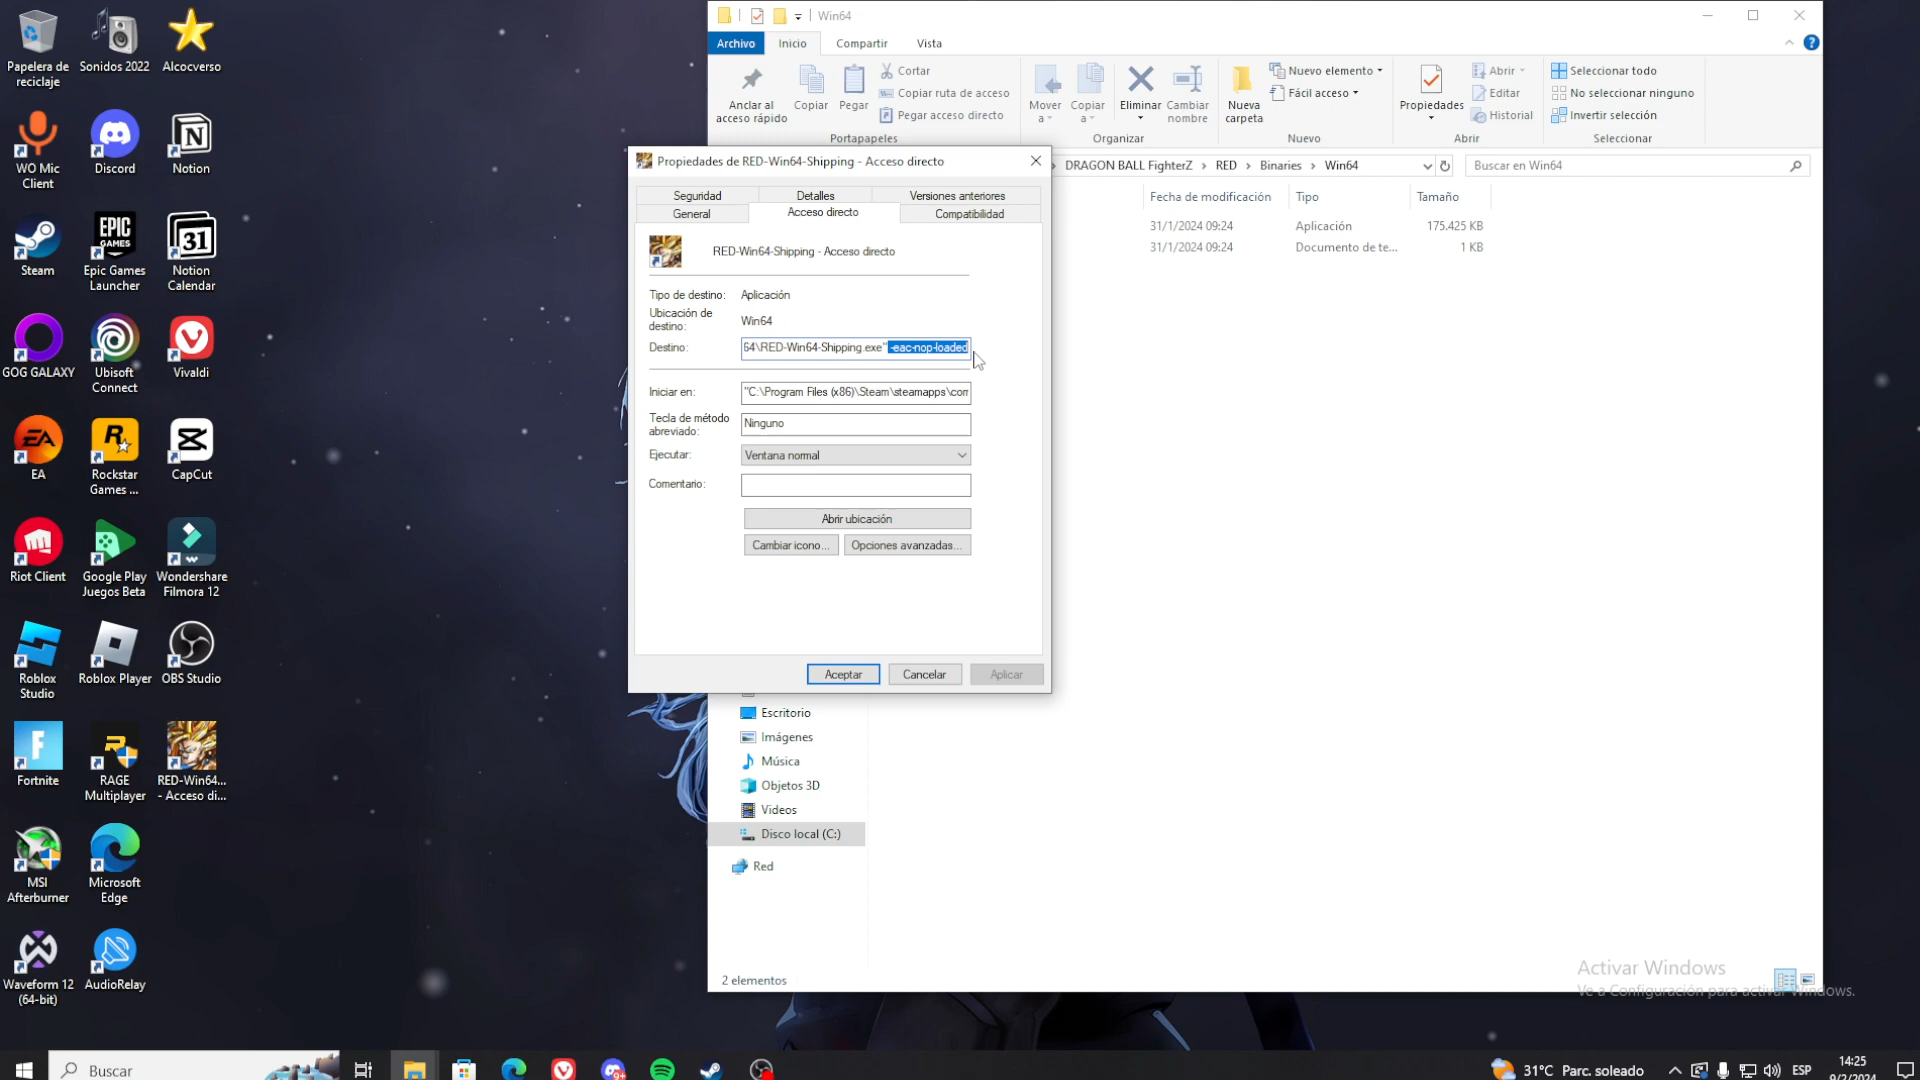 Papelera de
reciclaje
Sonidos 2022
Alcocverso
WO Mic
Client
Discord
Notion
Steam
Epic Games
Launcher
Notion
Calendar
GOG GALAXY
Ubisoft
Connect
Vivaldi
EA
Rockstar
Games ...
CapCut
Riot Client
Google Play
Juegos Beta
Wondershare
Filmora 12
Roblox
Studio
Roblox Player
OBS Studio
Fortnite
RAGE
Multiplayer
RED-Win64...
- Acceso di...
MSI
Afterburner
Microsoft
Edge
Waveform 12
(64-bit)
AudioRelay
Win64
Archivo
Inicio
Compartir
Vista
Anclar al
acceso rápido
Copiar
Pegar
Cortar
Copiar ruta de acceso
Pegar acceso directo
Portapapeles
Mover
a
Copiar
a
Eliminar
Cambiar
nombre
Organizar
Nueva
carpeta
Nuevo elemento
Fácil acceso
Nuevo
Propiedades
Abrir
Editar
Historial
Abrir
Seleccionar todo
No seleccionar ninguno
Invertir selección
Seleccionar
DRAGON BALL FighterZ > RED > Binaries > Win64
Buscar en Win64
Fecha de modificación
Tipo
Tamaño
31/1/2024 09:24
Aplicación
175.425 KB
31/1/2024 09:24
Documento de te...
1 KB
Propiedades de RED-Win64-Shipping - Acceso directo
Seguridad
Detalles
Versiones anteriores
General
Acceso directo
Compatibilidad
RED-Win64-Shipping - Acceso directo
Tipo de destino:
Aplicación
Ubicación de
destino:
Win64
Destino:
64\RED-Win64-Shipping.exe" -eac-nop-loaded
Iniciar en:
"C:\Program Files (x86)\Steam\steamapps\com
Tecla de método
abreviado:
Ninguno
Ejecutar:
Ventana normal
Comentario:
Abrir ubicación
Cambiar icono...
Opciones avanzadas...
Aceptar
Cancelar
Aplicar
Escritorio
Imágenes
Música
Objetos 3D
Videos
Disco local (C:)
Red
2 elementos
Activar Windows
Ve a Configuración para activar Windows.
Buscar
31°C Parc. soleado
ESP
14:25
9/2/2024